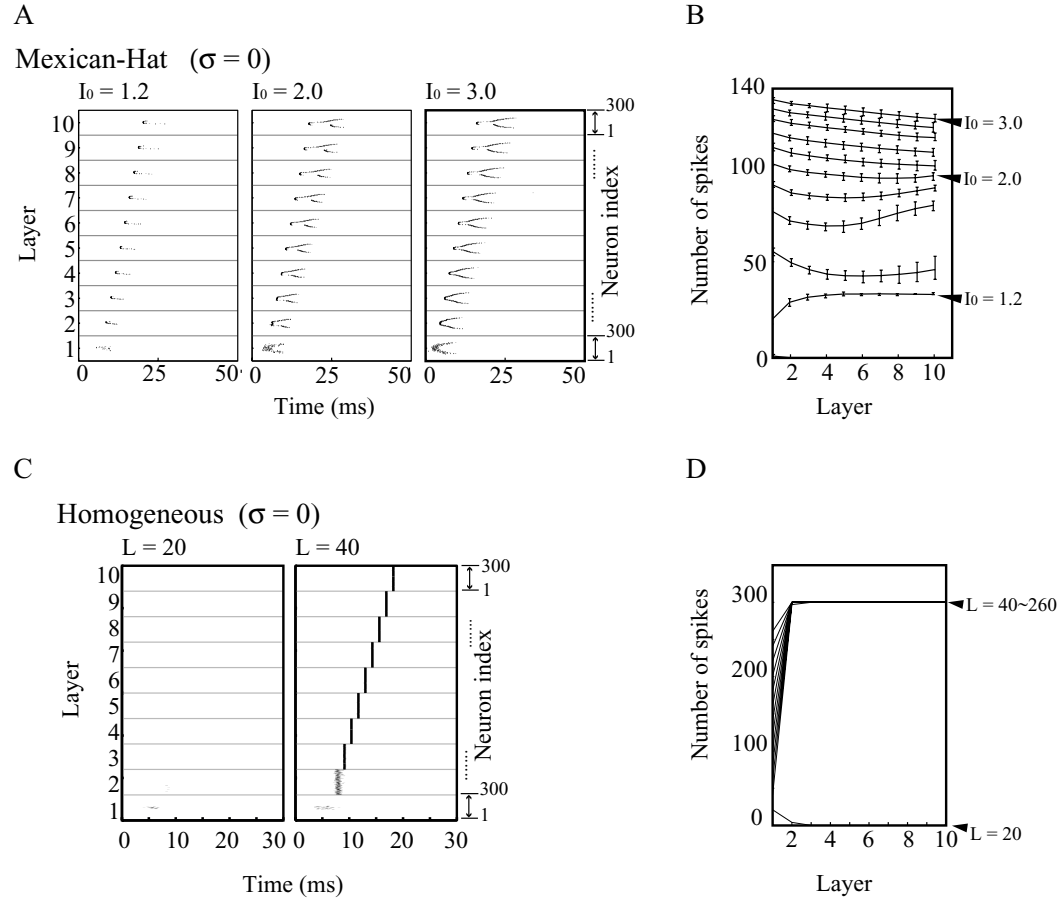 A
Mexican-Hat (σ = 0)
I₀ = 1.2
I₀ = 2.0
I₀ = 3.0
10
9
8
7
6
5
4
3
2
1
Layer
0 25 50
0 25 50
0 25 50
Time (ms)
300
1
Neuron index
300
1
B
140
100
50
0
Number of spikes
2 4 6 8 10
Layer
I₀ = 3.0
I₀ = 2.0
I₀ = 1.2
C
Homogeneous (σ = 0)
L = 20
L = 40
10
9
8
7
6
5
4
3
2
1
Layer
0 10 20 30
0 10 20 30
Time (ms)
300
1
Neuron index
300
1
D
300
200
100
0
Number of spikes
2 4 6 8 10
Layer
L = 40~260
L = 20